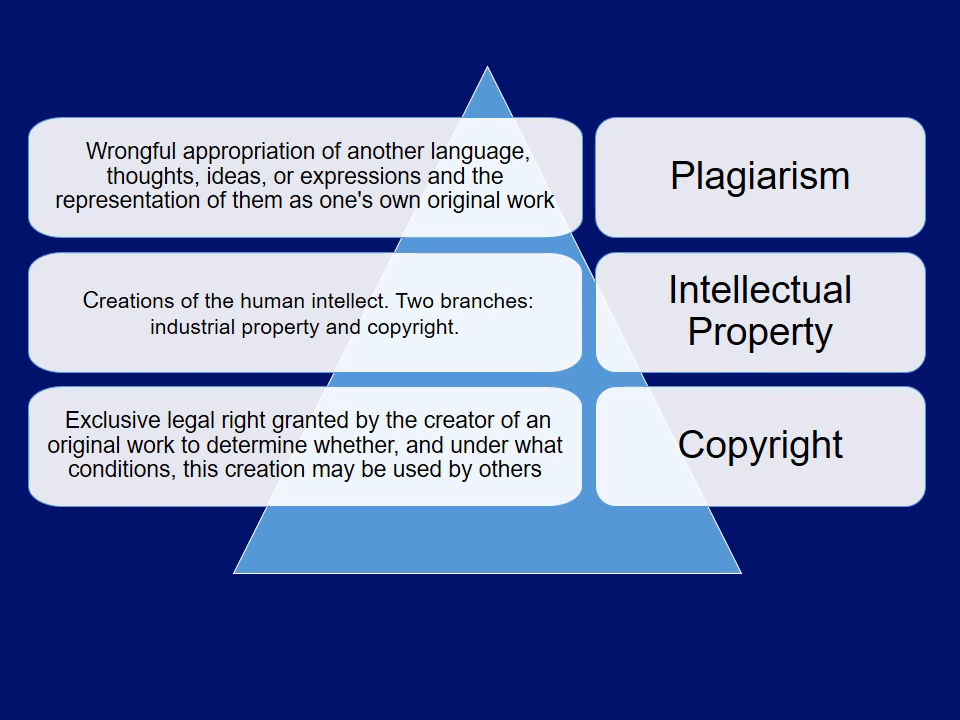 Wrongful appropriation of another language,
thoughts, ideas, or expressions and the
representation of them as one's own original work
Plagiarism
Creations of the human intellect. Two branches:
industrial property and copyright.
Intellectual
Property
Exclusive legal right granted by the creator of an
original work to determine whether, and under what
conditions, this creation may be used by others
Copyright